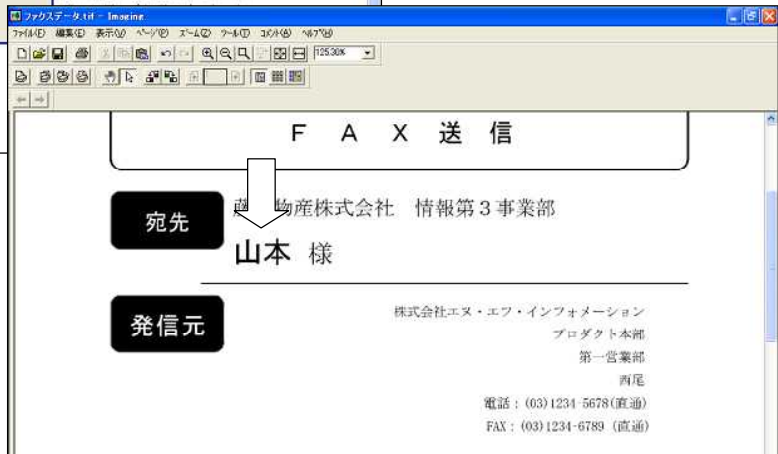 ファクスデータ.tif - Imaging
ファイル(F) 編集(E) 表示(V) ページ(P) ズーム(Z) ツール(T) コメント(A) ヘルプ(H)
125.30%
FAX送信
宛先
物産株式会社 情報第3事業部
山本 様
発信元
株式会社エヌ・エフ・インフォメーション
プロダクト本部
第一営業部
西尾
電話：(03)1234-5678(直通)
FAX：(03)1234-6789 (直通)